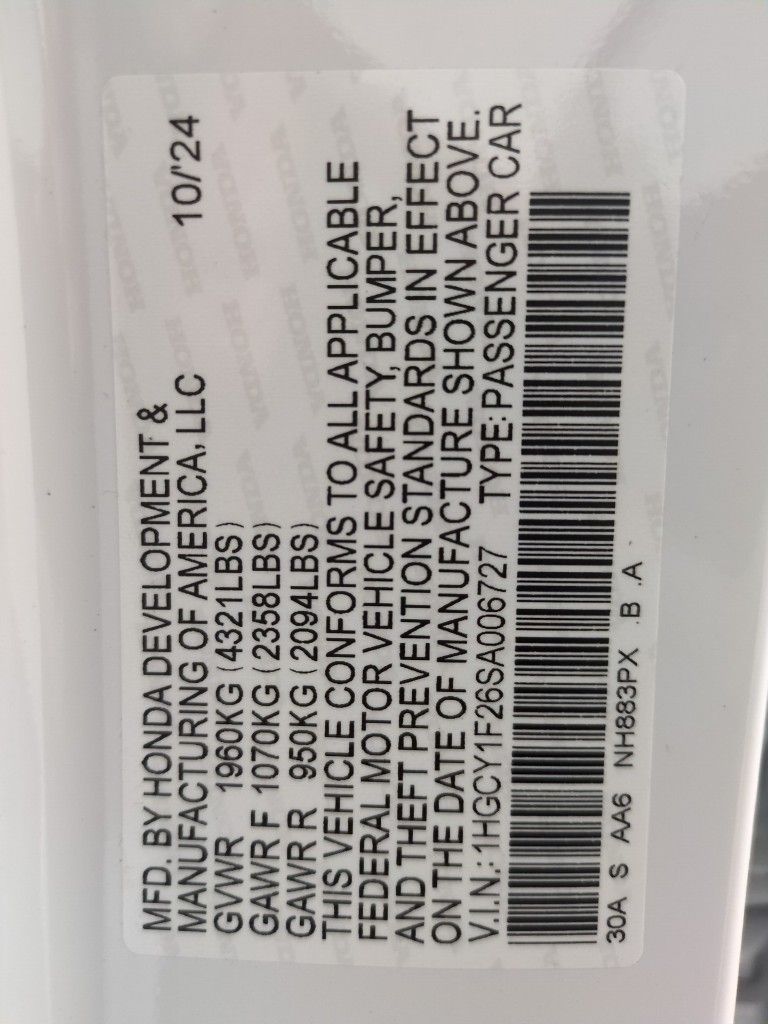 MFD. BY HONDA DEVELOPMENT &
MANUFACTURING OF AMERICA, LLC 10/'24
GVWR 1960KG (4321LBS)
GAWR F 1070KG (2358LBS)
GAWR R 950KG (2094LBS)
THIS VEHICLE CONFORMS TO ALL APPLICABLE
FEDERAL MOTOR VEHICLE SAFETY, BUMPER,
AND THEFT PREVENTION STANDARDS IN EFFECT
ON THE DATE OF MANUFACTURE SHOWN ABOVE.
V.I.N.: 1HGCY1F26SA006727 TYPE: PASSENGER CAR
30A S AA6 NH883PX .B .A